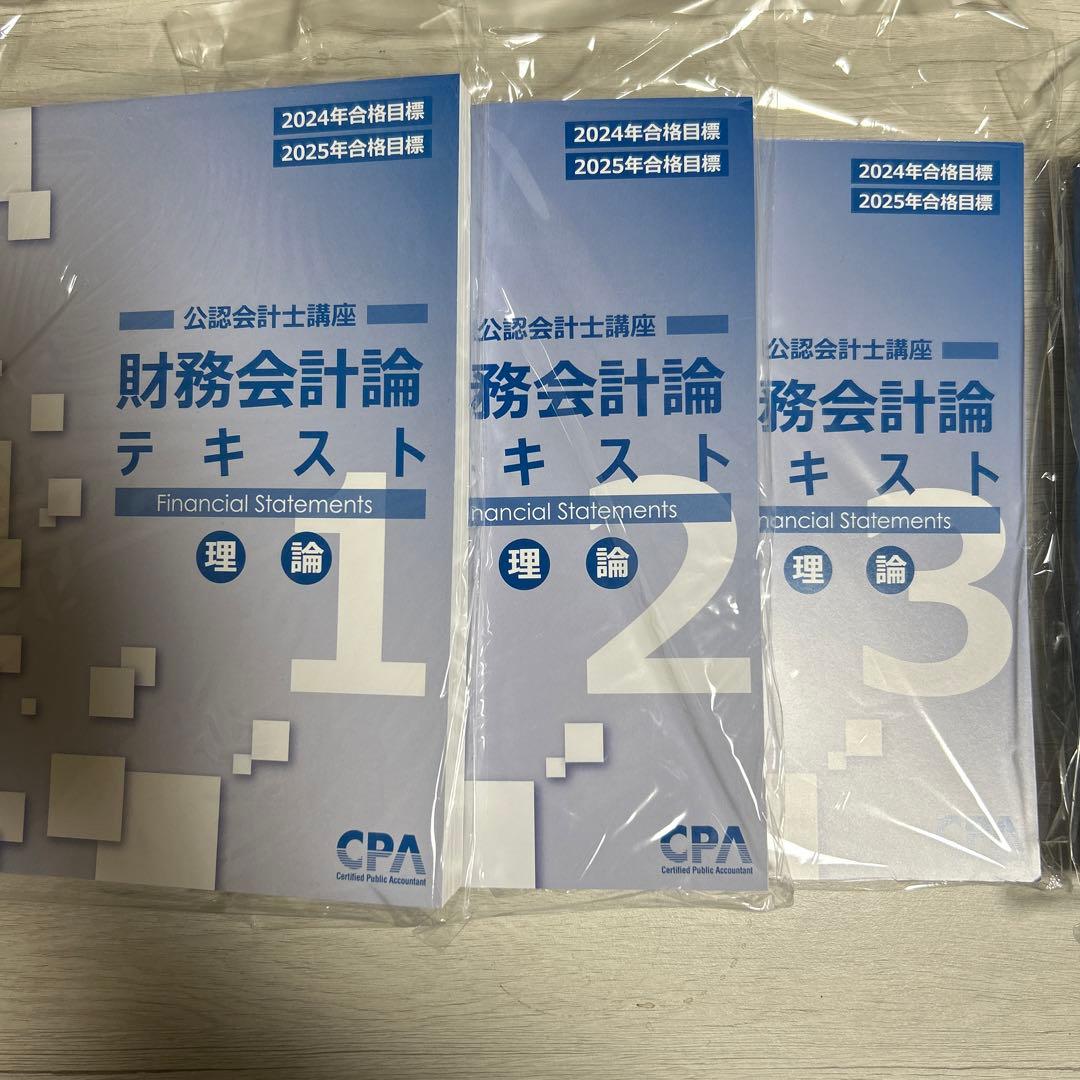 2024年合格目標
2025年合格目標
公認会計士講座
財務会計論
テキスト
Financial Statements
理論
1
CPA
Certified Public Accountant
2024年合格目標
2025年合格目標
公認会計士講座
務会計論
キスト
nancial Statements
理論
2
CPA
Certified Public Accountant
2024年合格目標
2025年合格目標
公認会計士講座
務会計論
キスト
nancial Statements
理論
3
CPA